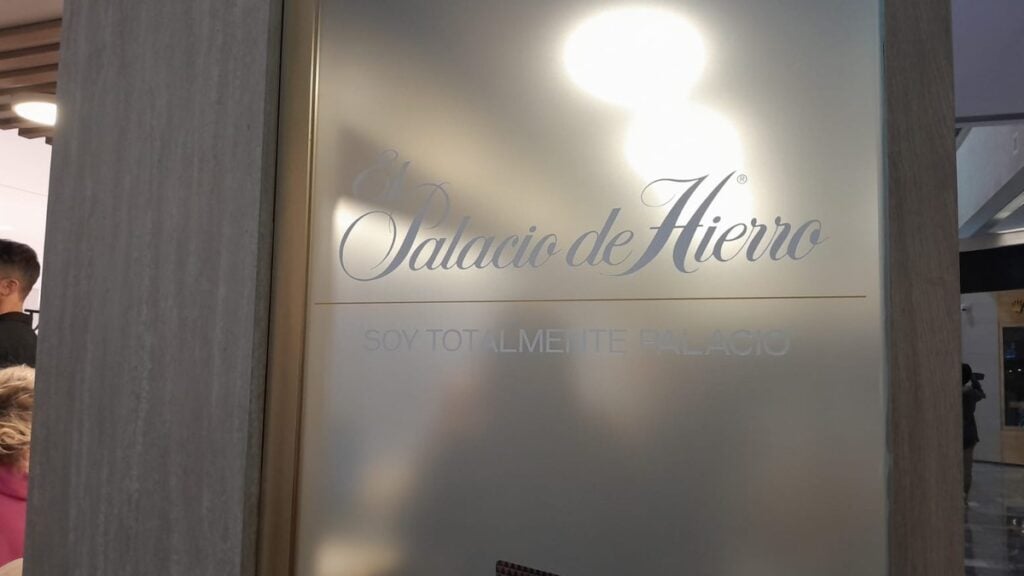 El
Palacio de Hierro®
SOY TOTALMENTE PALACIO